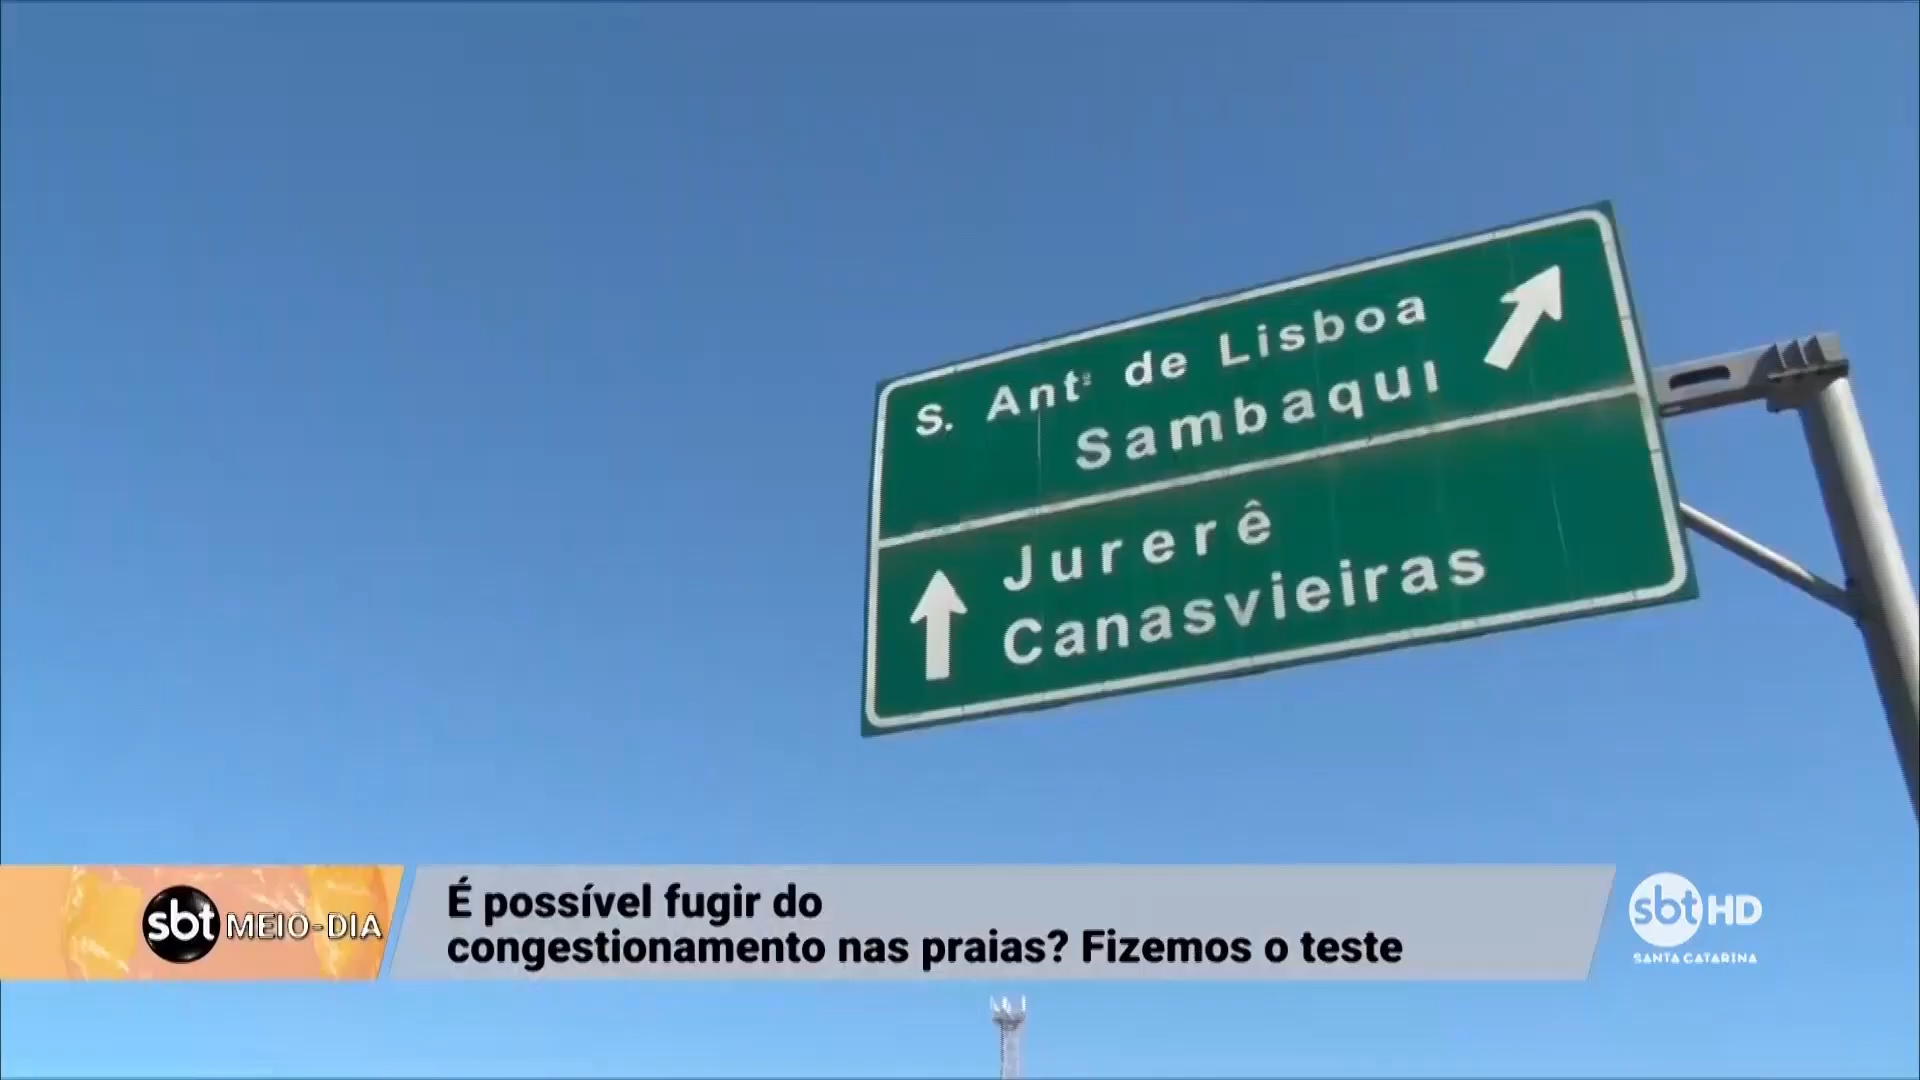 S. Antº de Lisboa
Sambaqui
Jurerê
Canasvieiras
sbt MEIO-DIA
É possível fugir do
congestionamento nas praias? Fizemos o teste
sbt HD
SANTA CATARINA